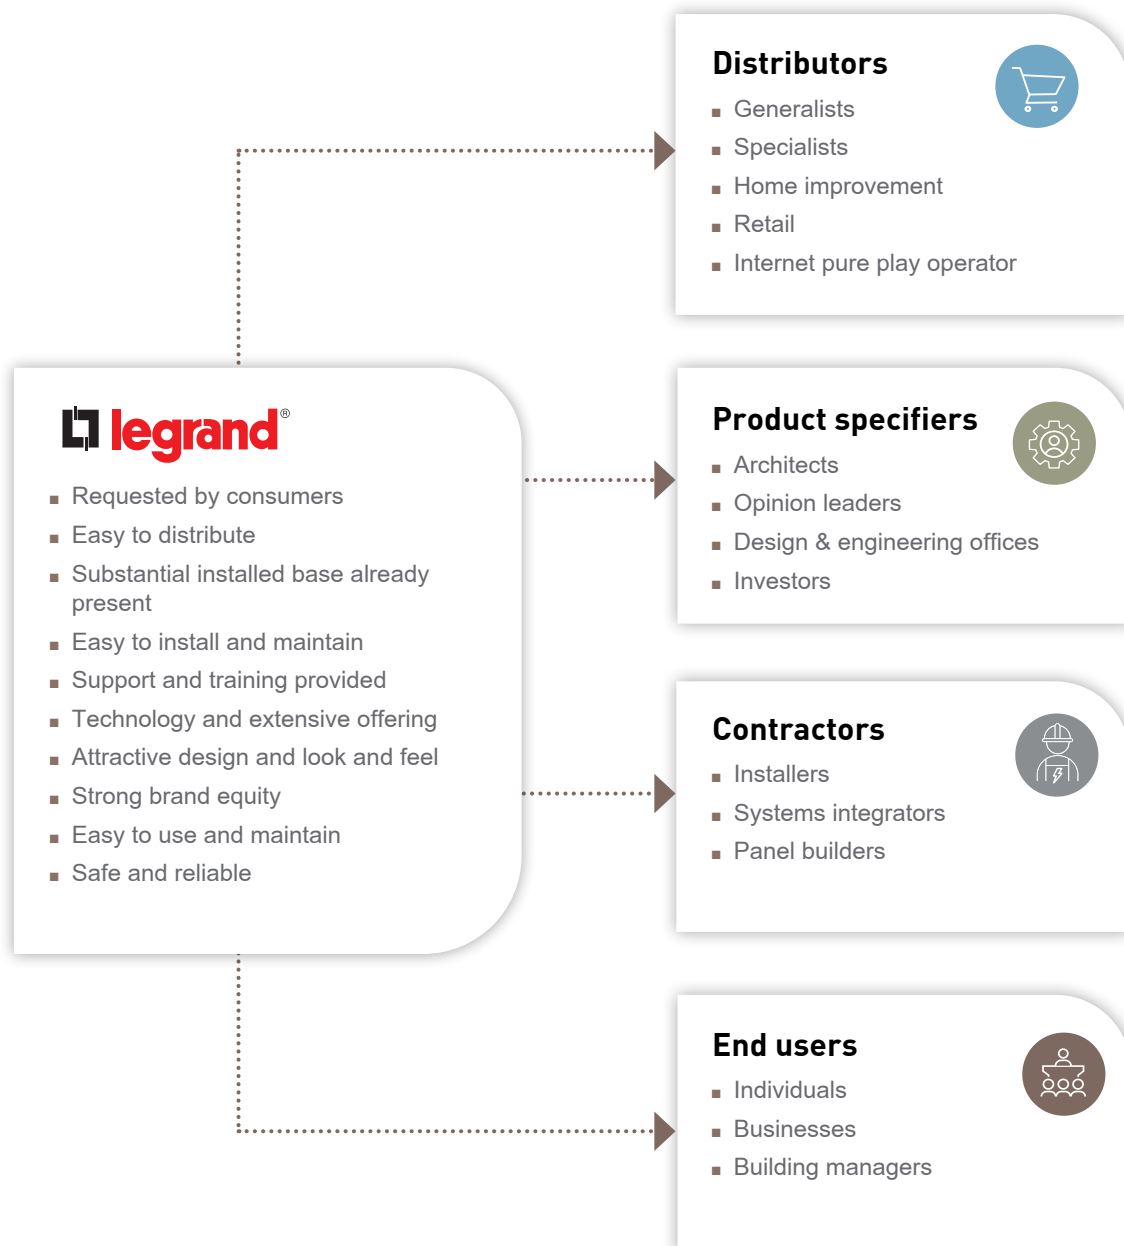 legrand®
Requested by consumers
Easy to distribute
Substantial installed base already
present
Easy to install and maintain
Support and training provided
Technology and extensive offering
Attractive design and look and feel
Strong brand equity
Easy to use and maintain
Safe and reliable
Distributors
Generalists
Specialists
Home improvement
Retail
Internet pure play operator
Product specifiers
Architects
Opinion leaders
Design & engineering offices
Investors
Contractors
Installers
Systems integrators
Panel builders
End users
Individuals
Businesses
Building managers